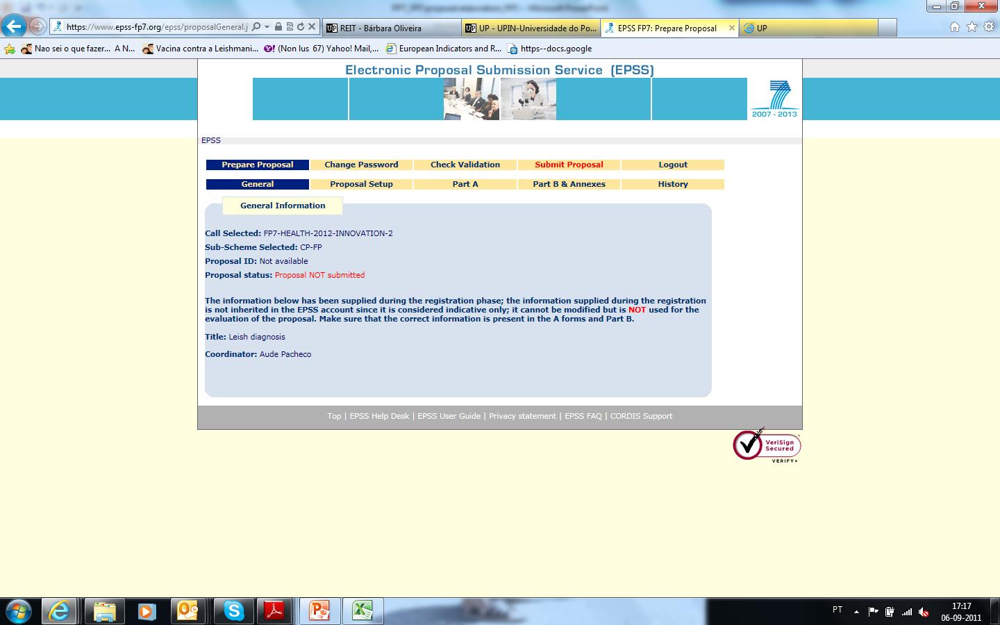 https://www.epss-fp7.org/epss/proposalGeneral.j
REIT - Bárbara Oliveira
UP - UPIN-Universidade do Po...
EPSS FP7: Prepare Proposal
UP
Nao sei o que fazer... A N...
Vacina contra a Leishmani...
(Non lus 67) Yahoo! Mail,...
European Indicators and R...
https--docs.google
Electronic Proposal Submission Service (EPSS)
7
2007 - 2013
EPSS
Prepare Proposal
Change Password
Check Validation
Submit Proposal
Logout
General
Proposal Setup
Part A
Part B & Annexes
History
General Information
Call Selected: FP7-HEALTH-2012-INNOVATION-2
Sub-Scheme Selected: CP-FP
Proposal ID: Not available
Proposal status: Proposal NOT submitted
The information below has been supplied during the registration phase; the information supplied during the registration
is not inherited in the EPSS account since it is considered indicative only; it cannot be modified but is NOT used for the
evaluation of the proposal. Make sure that the correct information is present in the A forms and Part B.
Title: Leish diagnosis
Coordinator: Aude Pacheco
Top | EPSS Help Desk | EPSS User Guide | Privacy statement | EPSS FAQ | CORDIS Support
VeriSign
Secured
VERIFY
PT
17:17
06-09-2011